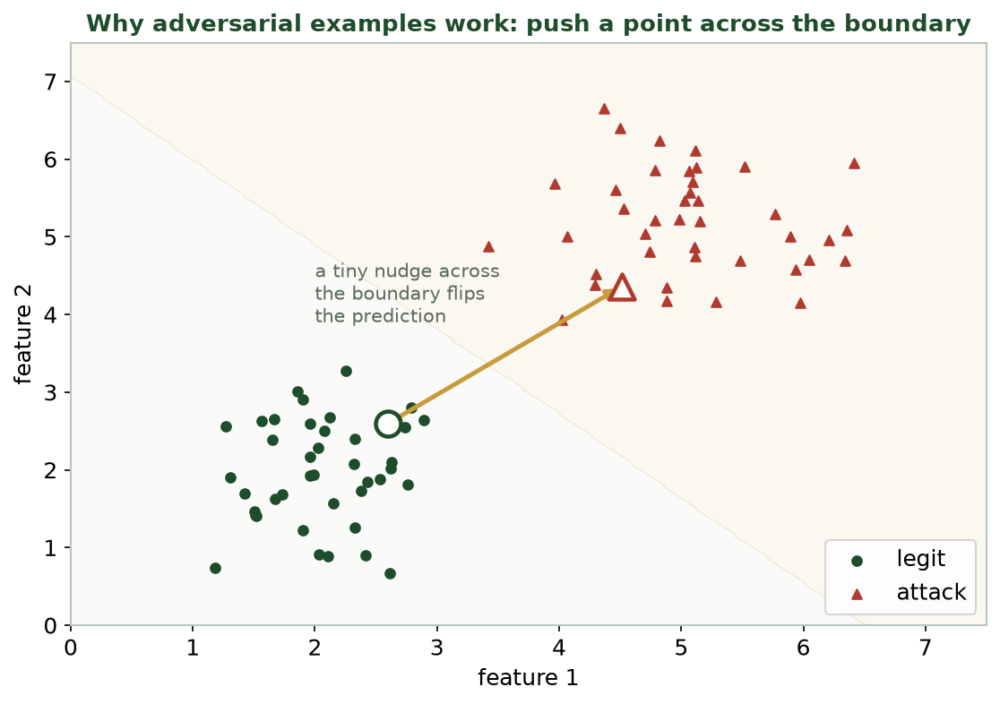 Why adversarial examples work: push a point across the boundary
7
6
5
4
3
2
1
0
feature 2
a tiny nudge across
the boundary flips
the prediction
legit
attack
0 1 2 3 4 5 6 7
feature 1